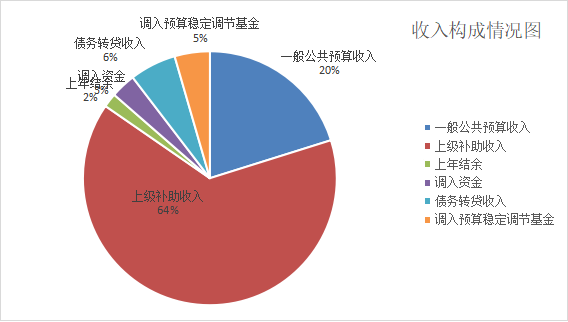 收入构成情况图
调入预算稳定调节基金
5%
债务转贷收入
6%
一般公共预算收入
20%
调入资金
3%
上年结余
2%
上级补助收入
64%
一般公共预算收入
上级补助收入
上年结余
调入资金
债务转贷收入
调入预算稳定调节基金